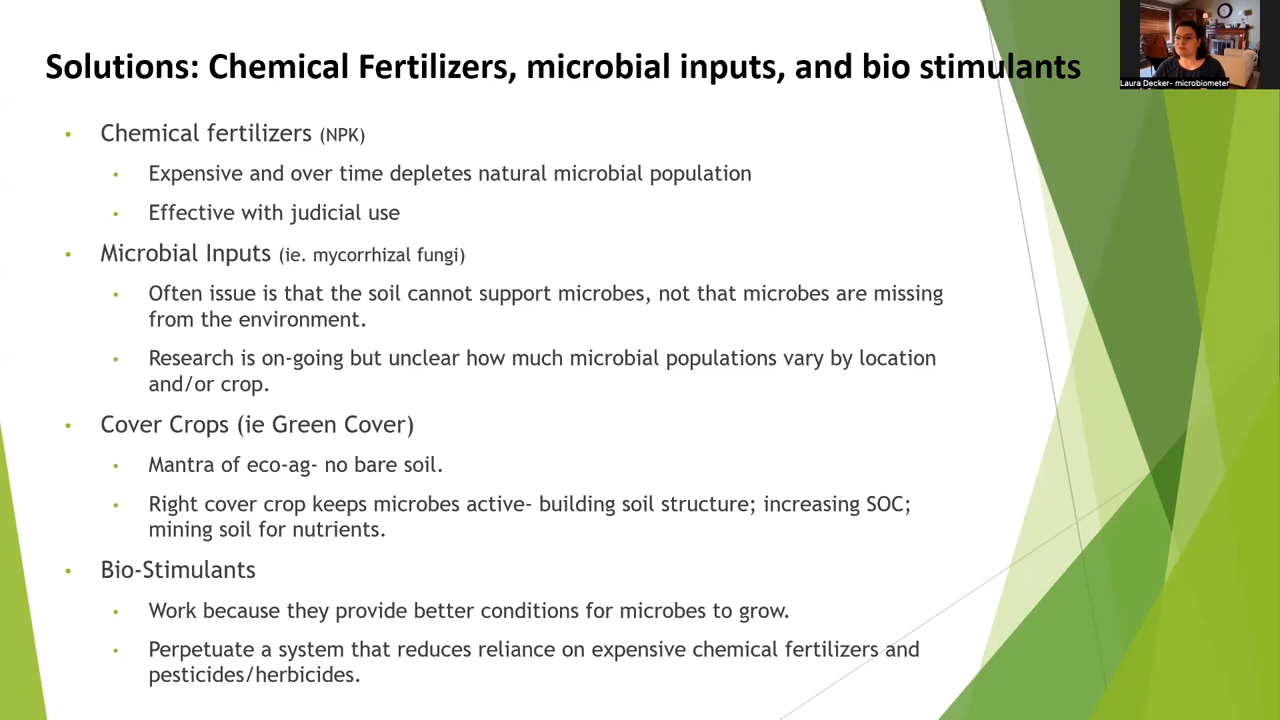 Solutions: Chemical Fertilizers, microbial inputs, and bio stimulants
Laura Decker- microbiometer
• Chemical fertilizers (NPK)
• Expensive and over time depletes natural microbial population
• Effective with judicial use
• Microbial Inputs (ie. mycorrhizal fungi)
• Often issue is that the soil cannot support microbes, not that microbes are missing
from the environment.
• Research is on-going but unclear how much microbial populations vary by location
and/or crop.
• Cover Crops (ie Green Cover)
• Mantra of eco-ag- no bare soil.
• Right cover crop keeps microbes active- building soil structure; increasing SOC;
mining soil for nutrients.
• Bio-Stimulants
• Work because they provide better conditions for microbes to grow.
• Perpetuate a system that reduces reliance on expensive chemical fertilizers and
pesticides/herbicides.